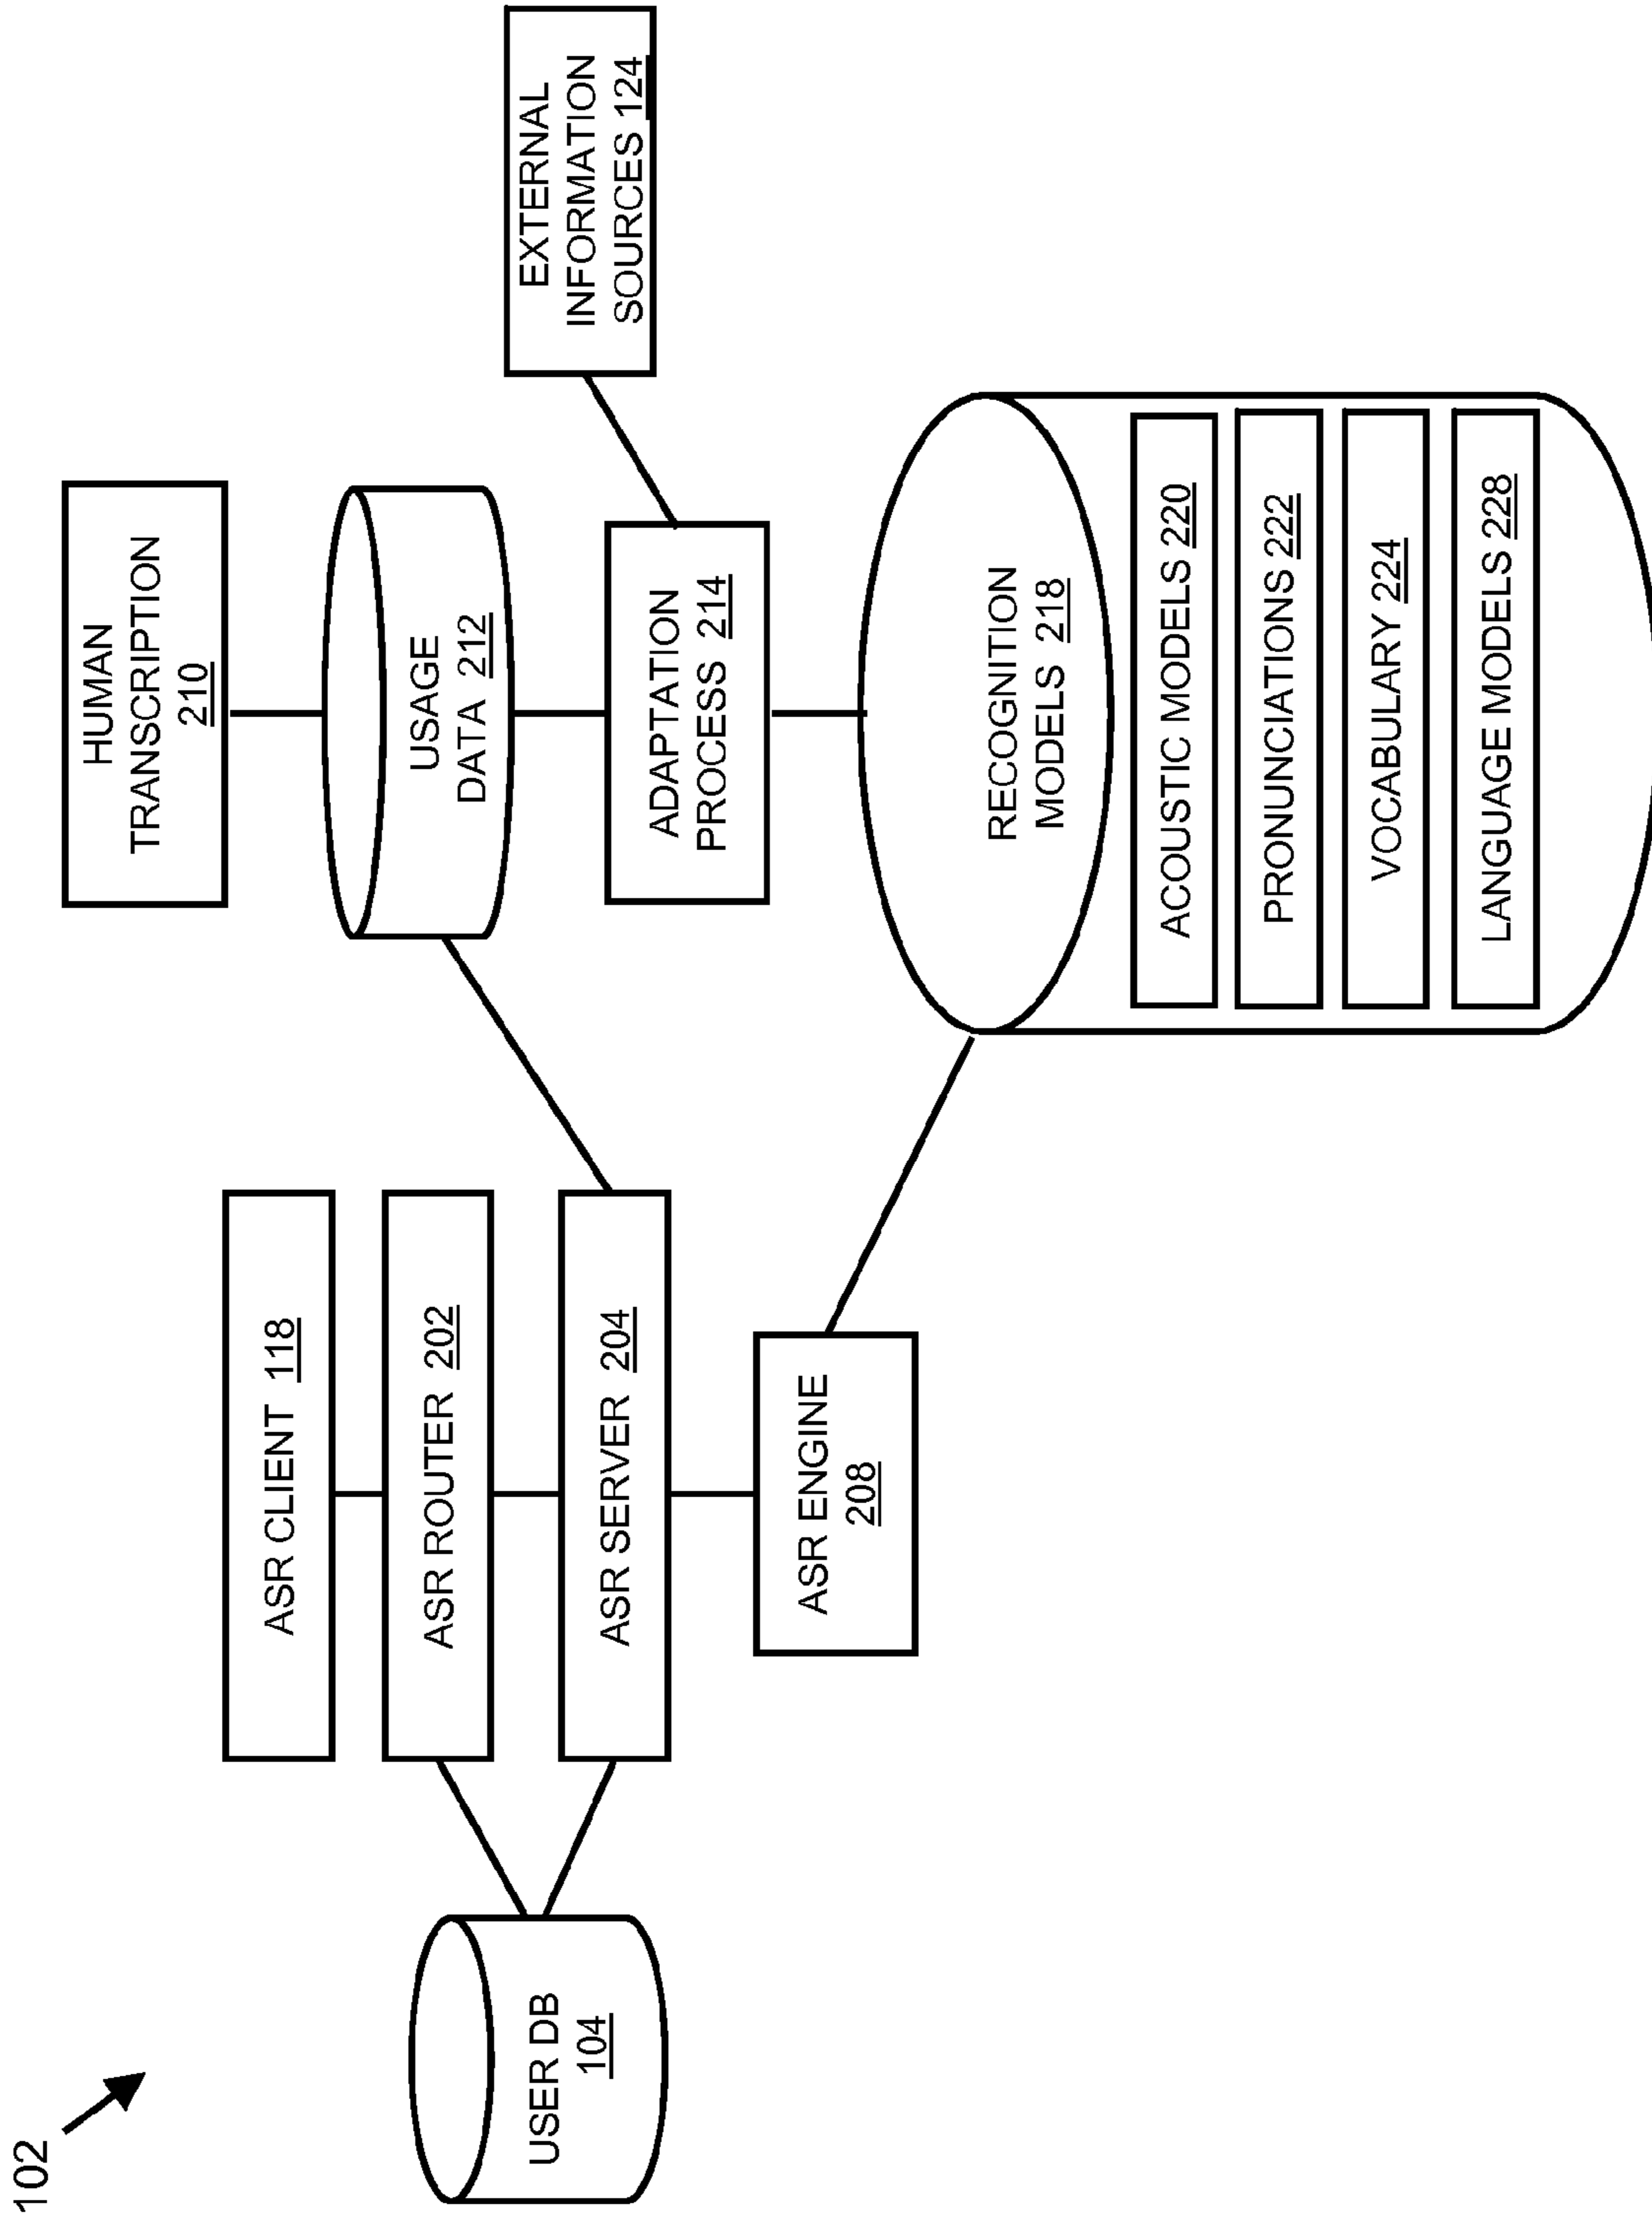 102
USER DB
104
ASR CLIENT 118
ASR ROUTER 202
ASR SERVER 204
ASR ENGINE
208
HUMAN
TRANSCRIPTION
210
USAGE
DATA 212
ADAPTATION
PROCESS 214
EXTERNAL
INFORMATION
SOURCES 124
RECOGNITION
MODELS 218
ACOUSTIC MODELS 220
PRONUNCIATIONS 222
VOCABULARY 224
LANGUAGE MODELS 228